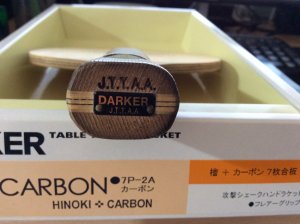 J.T.T.A.A.
DARKER
J.T.T.A.A
KER
TABLE
KET
CARBON
●7P-2A
カーボン
HINOKI ✣ CARBON
檜 + カーボン 7枚合板
攻撃シェークハンドラケット
●フレアーグリップ